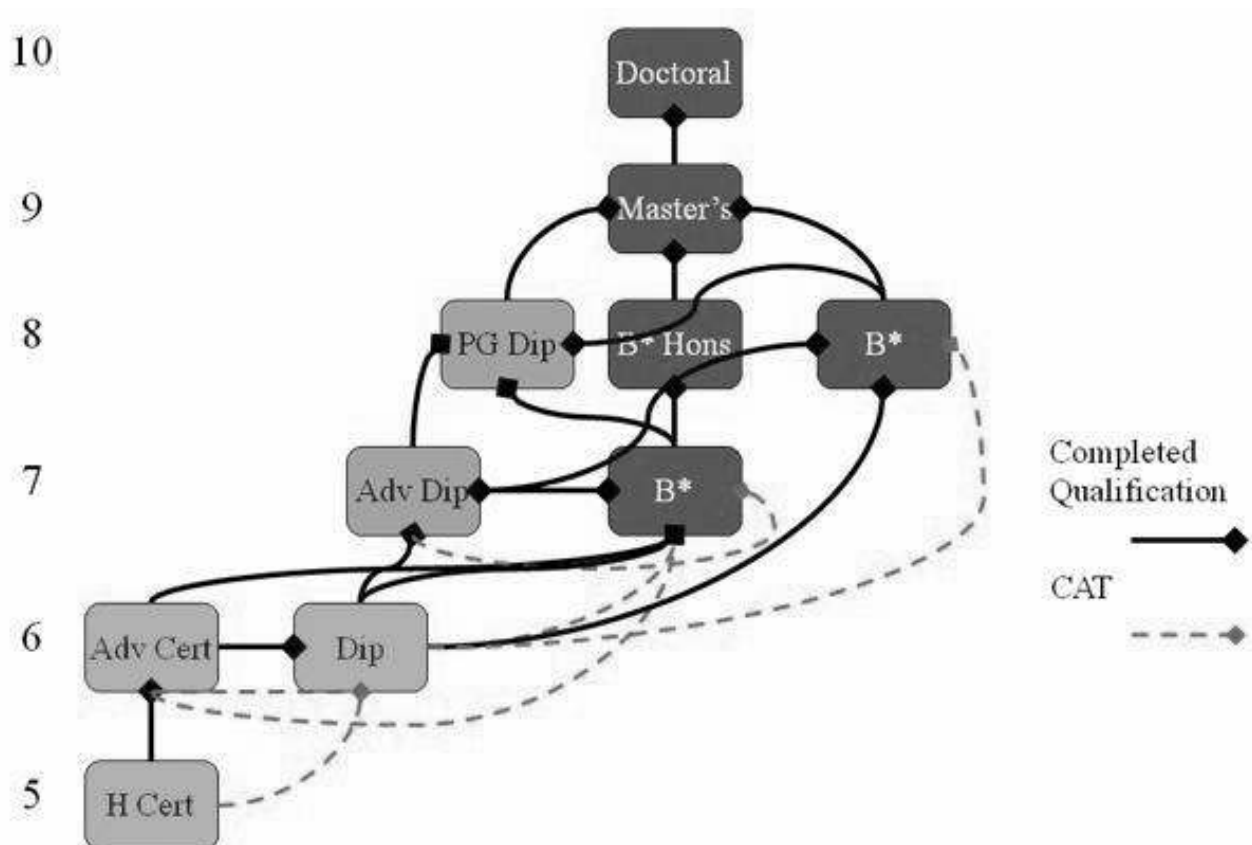 10
Doctoral
9
Master's
8
PG Dip
B* Hons
B*
7
Adv Dip
B*
Completed
Qualification
CAT
6
Adv Cert
Dip
5
H Cert